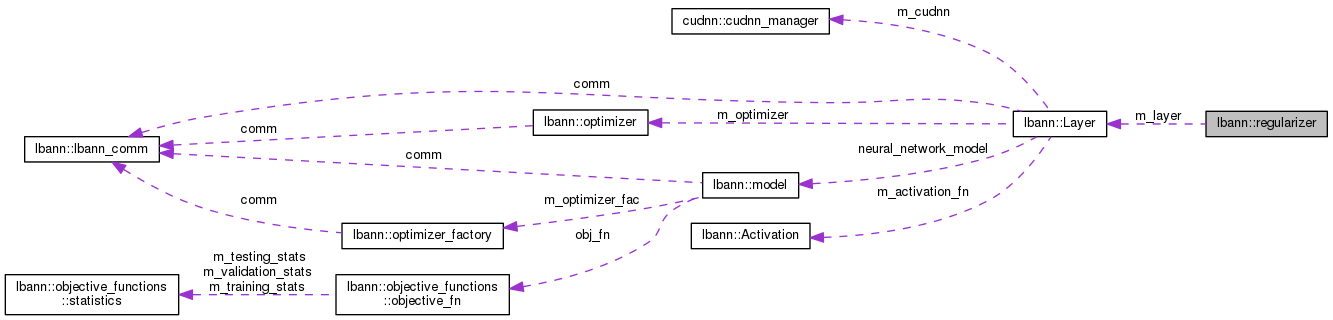 cudnn::cudnn_manager
m_cudnn
comm
lbann::optimizer
m_optimizer
lbann::Layer
m_layer
lbann::regularizer
comm
lbann::lbann_comm
comm
neural_network_model
lbann::model
m_activation_fn
comm
m_optimizer_fac
lbann::optimizer_factory
obj_fn
lbann::Activation
m_testing_stats
m_validation_stats
m_training_stats
lbann::objective_functions
::statistics
lbann::objective_functions
::objective_fn